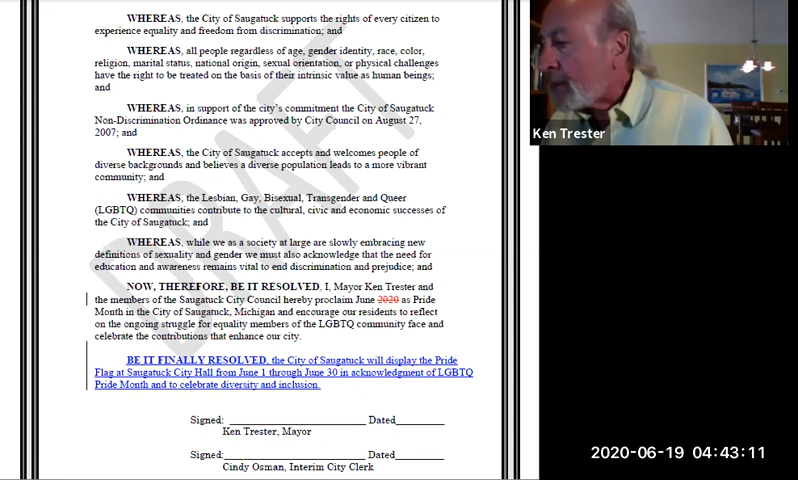 WHEREAS, the City of Saugatuck supports the rights of every citizen to
experience equality and freedom from discrimination; and
WHEREAS, all people regardless of age, gender identity, race, color,
religion, marital status, national origin, sexual orientation, or physical challenges
have the right to be treated on the basis of their intrinsic value as human beings;
and
WHEREAS, in support of the city's commitment the City of Saugatuck
Non-Discrimination Ordinance was approved by City Council on August 27,
2007; and
WHEREAS, the City of Saugatuck accepts and welcomes people of
diverse backgrounds and believes a diverse population leads to a more vibrant
community; and
WHEREAS, the Lesbian, Gay, Bisexual, Transgender and Queer
(LGBTQ) communities contribute to the cultural, civic and economic successes of
the City of Saugatuck; and
WHEREAS, while we as a society at large are slowly embracing new
definitions of sexuality and gender we must also acknowledge that the need for
education and awareness remains vital to end discrimination and prejudice; and
NOW, THEREFORE, BE IT RESOLVED, I, Mayor Ken Trester and
the members of the Saugatuck City Council hereby proclaim June 2020 as Pride
Month in the City of Saugatuck, Michigan and encourage our residents to reflect
on the ongoing struggle for equality members of the LGBTQ community face and
celebrate the contributions that enhance our city.
BE IT FINALLY RESOLVED, the City of Saugatuck will display the Pride
Flag at Saugatuck City Hall from June 1 through June 30 in acknowledgment of LGBTQ
Pride Month and to celebrate diversity and inclusion.
Signed: ____________________ Dated________
Ken Trester, Mayor
Signed:____________________ Dated________
Cindy Osman, Interim City Clerk
DRAFT
Ken Trester
2020-06-19 04:43:11